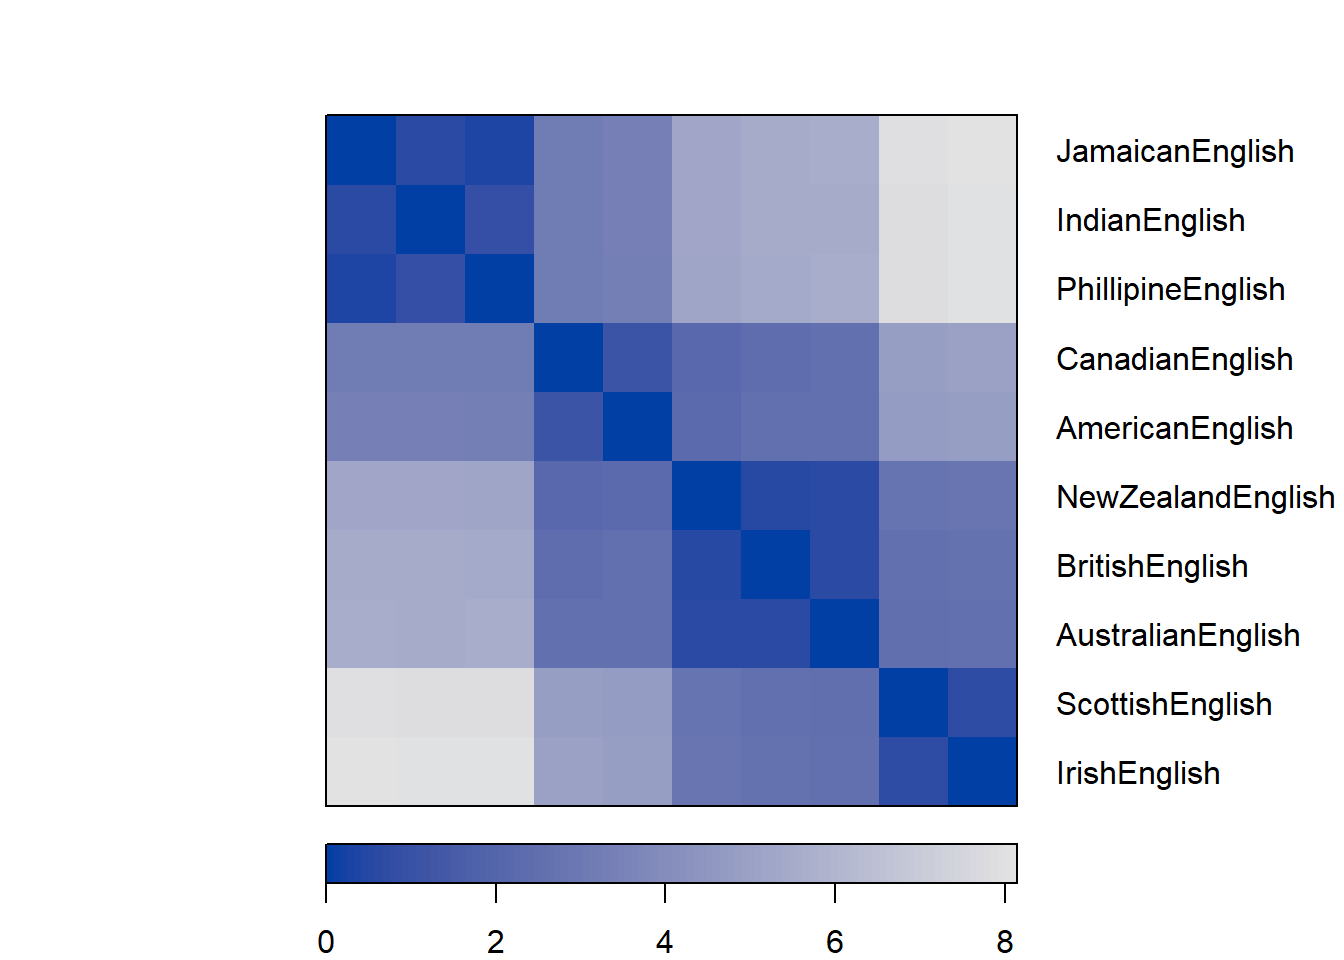 JamaicanEnglish
IndianEnglish
PhillipineEnglish
CanadianEnglish
AmericanEnglish
NewZealandEnglish
BritishEnglish
AustralianEnglish
ScottishEnglish
IrishEnglish
0 2 4 6 8